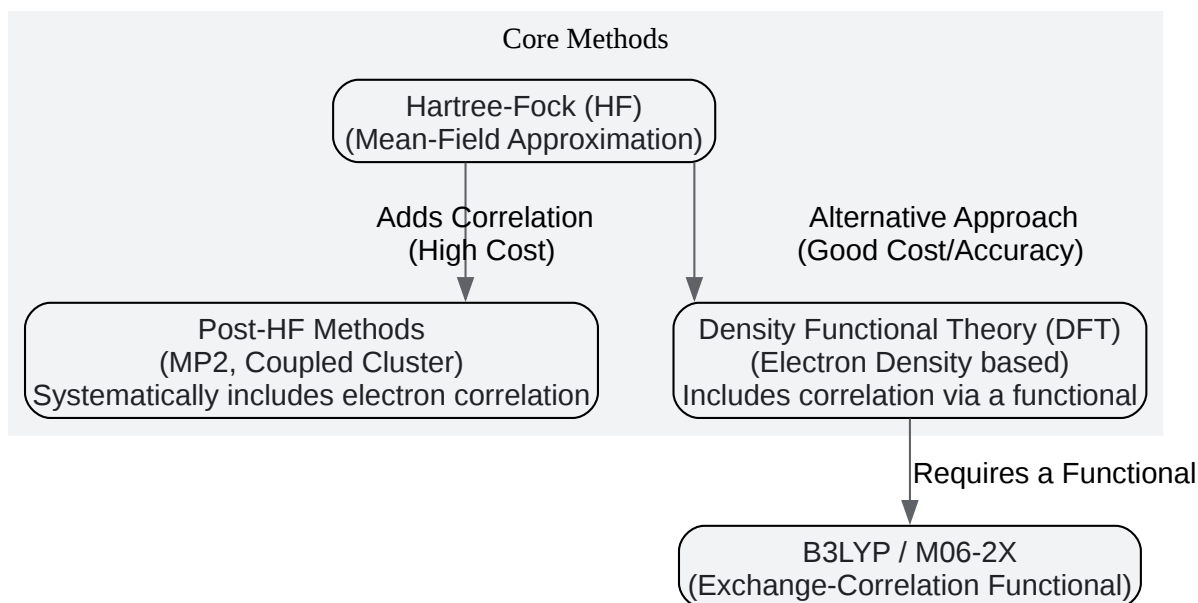 Core Methods
Hartree-Fock (HF)
(Mean-Field Approximation)
Adds Correlation
(High Cost)
Alternative Approach
(Good Cost/Accuracy)
Post-HF Methods
(MP2, Coupled Cluster)
Systematically includes electron correlation
Density Functional Theory (DFT)
(Electron Density based)
Includes correlation via a functional
Requires a Functional
B3LYP / M06-2X
(Exchange-Correlation Functional)